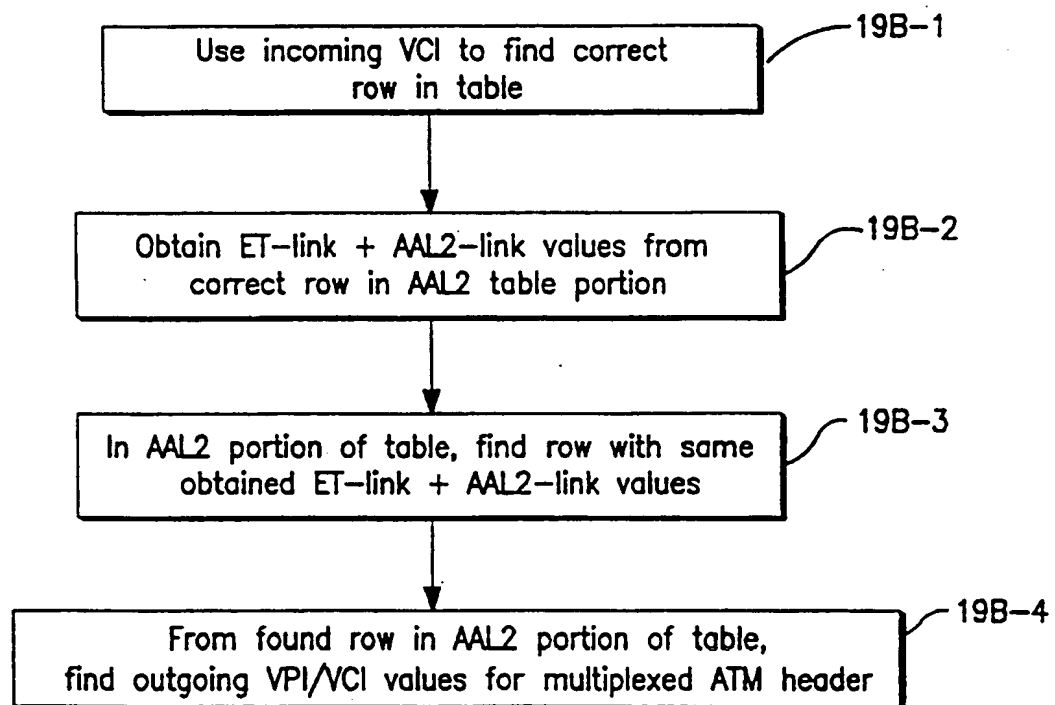 Use incoming VCI to find correct
row in table
19B-1
Obtain ET-link + AAL2-link values from
correct row in AAL2 table portion
19B-2
In AAL2 portion of table, find row with same
obtained ET-link + AAL2-link values
19B-3
From found row in AAL2 portion of table,
find outgoing VPI/VCI values for multiplexed ATM header
19B-4